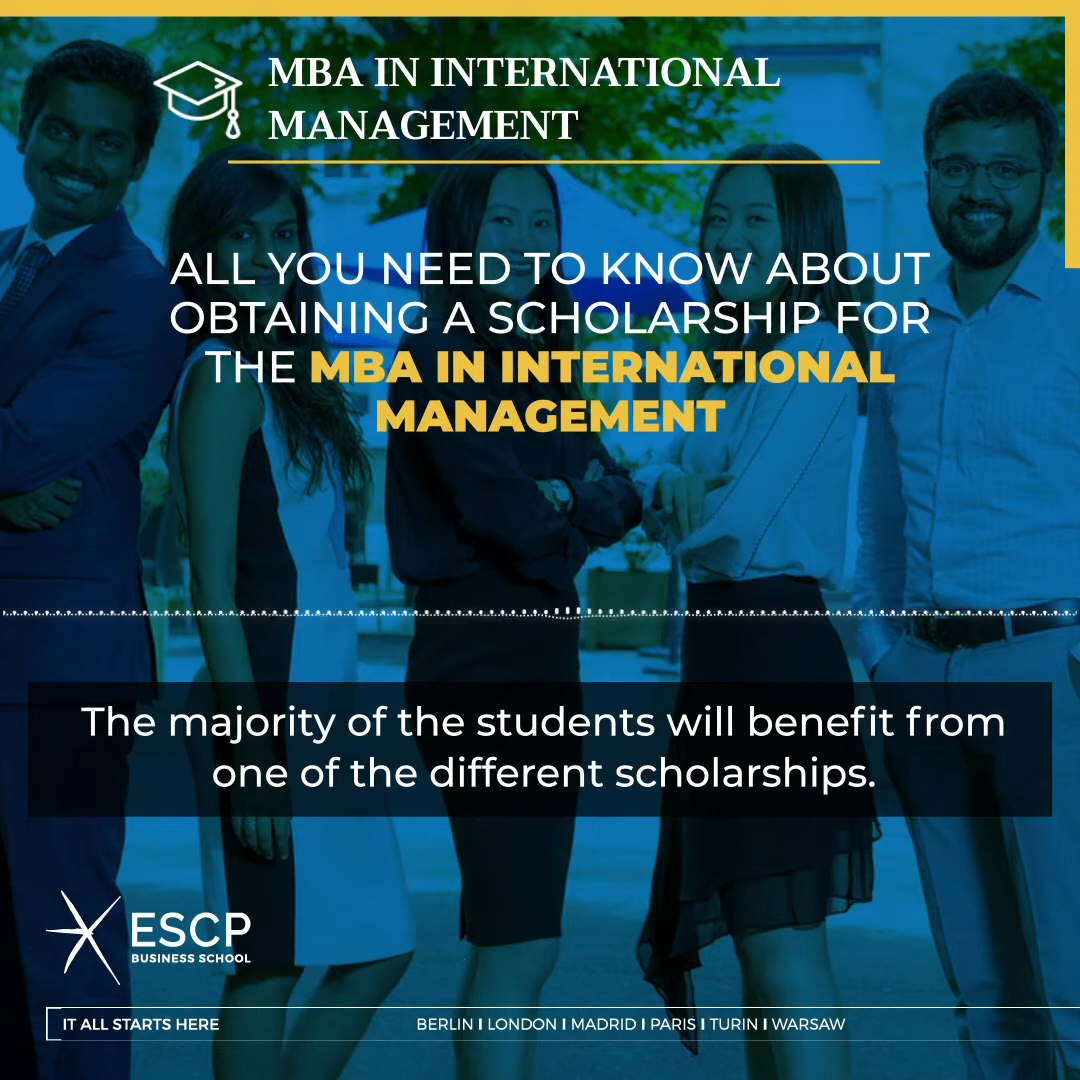 MBA IN INTERNATIONAL
MANAGEMENT
ALL YOU NEED TO KNOW ABOUT
OBTAINING A SCHOLARSHIP FOR
THE MBA IN INTERNATIONAL
MANAGEMENT
The majority of the students will benefit from
one of the different scholarships.
ESCP
BUSINESS SCHOOL
IT ALL STARTS HERE
BERLIN I LONDON I MADRID I PARIS I TURIN I WARSAW